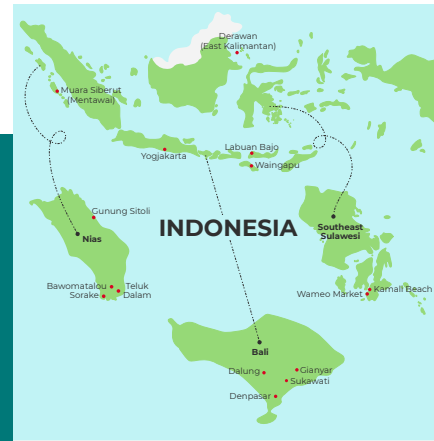 Derawan
(East Kalimantan)
Muara Siberut
(Mentawai)
Labuan Bajo
Yogjakarta
Waingapu
Gunung Sitoli
INDONESIA
Nias
Southeast
Sulawesi
Bawomatalou
Teluk
Dalam
Sorake
Kamali Beach
Wameo Market
Bali
Dalung
Gianyar
Sukawati
Denpasar